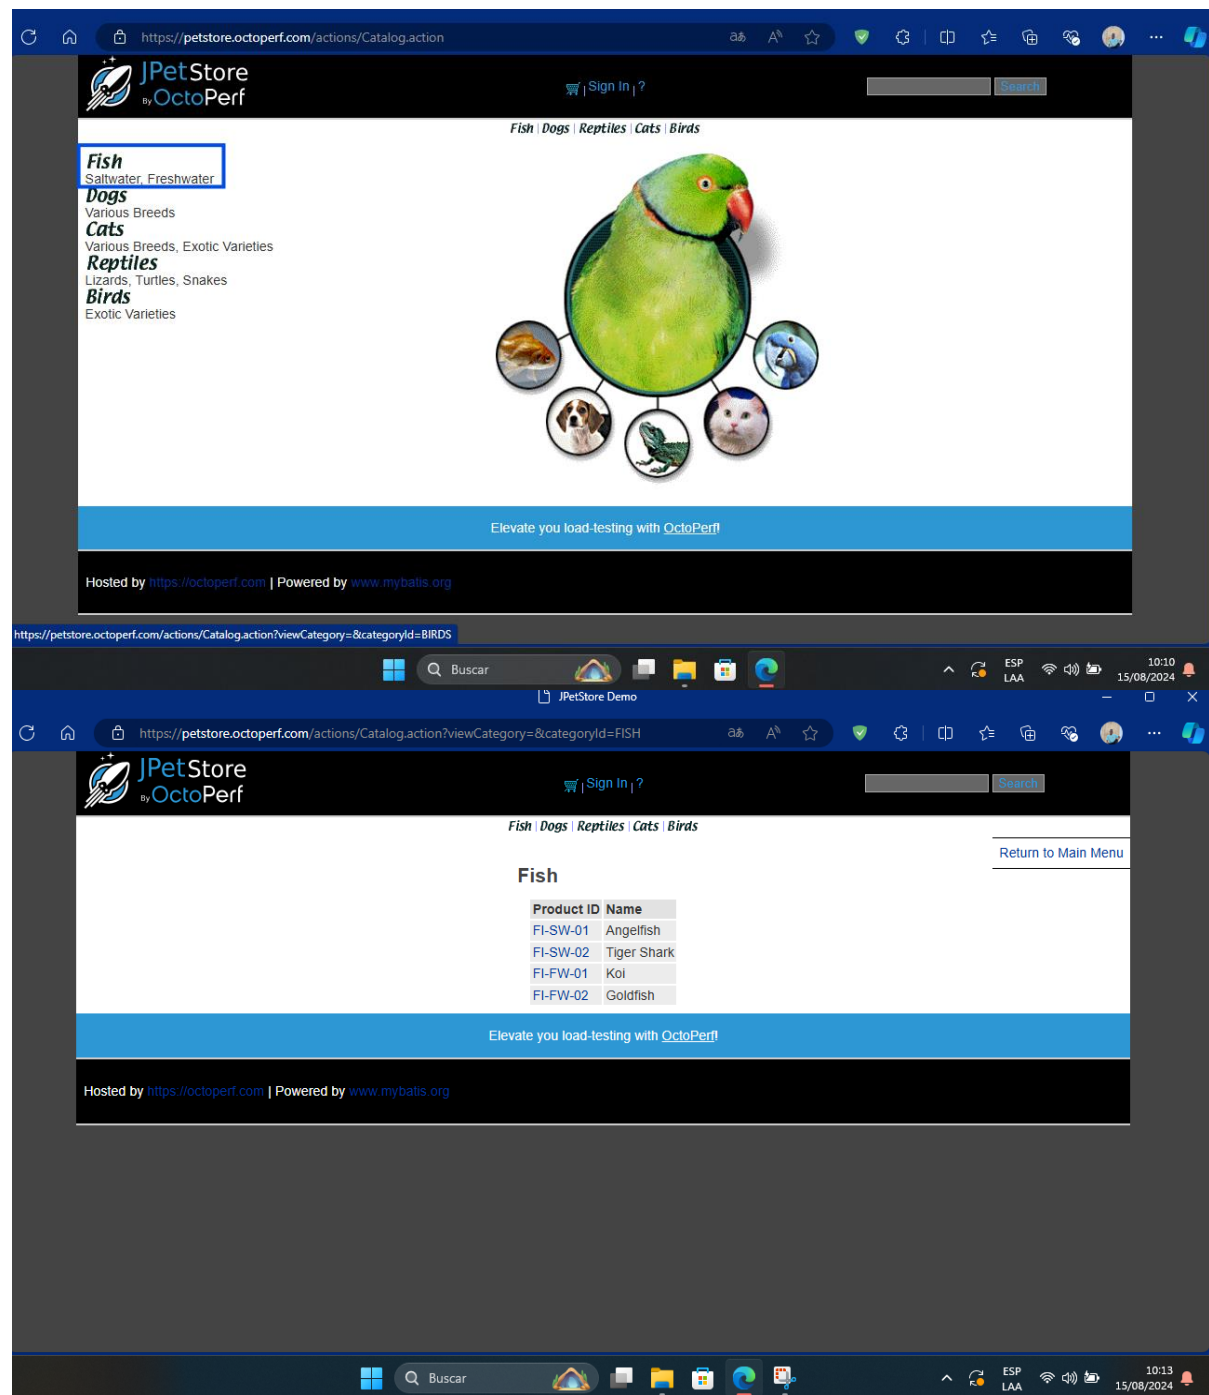 https://petstore.octoperf.com/actions/Catalog.action
JPetStore
By OctoPerf
| Sign In | ?
Search
Fish | Dogs | Reptiles | Cats | Birds
Fish
Saltwater, Freshwater
Dogs
Various Breeds
Cats
Various Breeds, Exotic Varieties
Reptiles
Lizards, Turtles, Snakes
Birds
Exotic Varieties
Elevate you load-testing with OctoPerf!
Hosted by https://octoperf.com | Powered by www.mybatis.org
https://petstore.octoperf.com/actions/Catalog.action?viewCategory=&categoryId=BIRDS
Buscar
ESP
LAA
10:10
15/08/2024
JPetStore Demo
https://petstore.octoperf.com/actions/Catalog.action?viewCategory=&categoryId=FISH
JPetStore
By OctoPerf
| Sign In | ?
Search
Fish | Dogs | Reptiles | Cats | Birds
Return to Main Menu
Fish
Product ID Name
FI-SW-01 Angelfish
FI-SW-02 Tiger Shark
FI-FW-01 Koi
FI-FW-02 Goldfish
Elevate you load-testing with OctoPerf!
Hosted by https://octoperf.com | Powered by www.mybatis.org
Buscar
ESP
LAA
10:13
15/08/2024